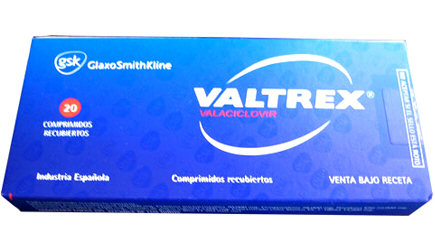 gsk GlaxoSmithKline
VALTREX®
VALACICLOVIR
20
COMPRIMIDOS
RECUBIERTOS
Industria Española
Comprimidos recubiertos
VENTA BAJO RECETA